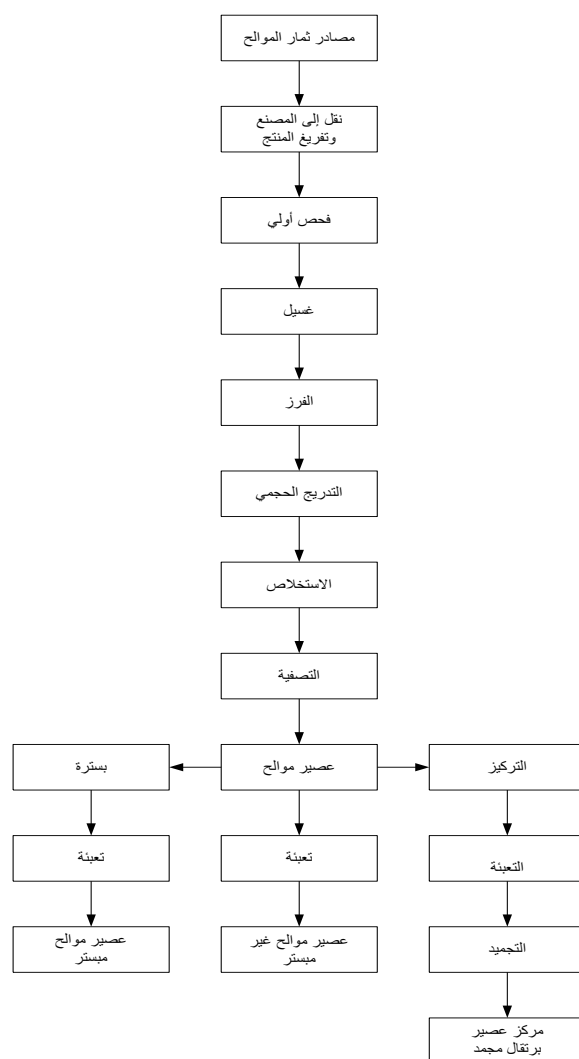 مصادر ثمار الموالح
نقل إلى المصنع
وتفريغ المنتج
فحص أولي
غسيل
الفرز
التدريج الحجمي
الاستخلاص
التصفية
التركيز
عصير موالح
بسترة
التعبئة
تعبئة
تعبئة
التجميد
عصير موالح غير
مبستر
عصير موالح
مبستر
مركز عصير
برتقال مجمد